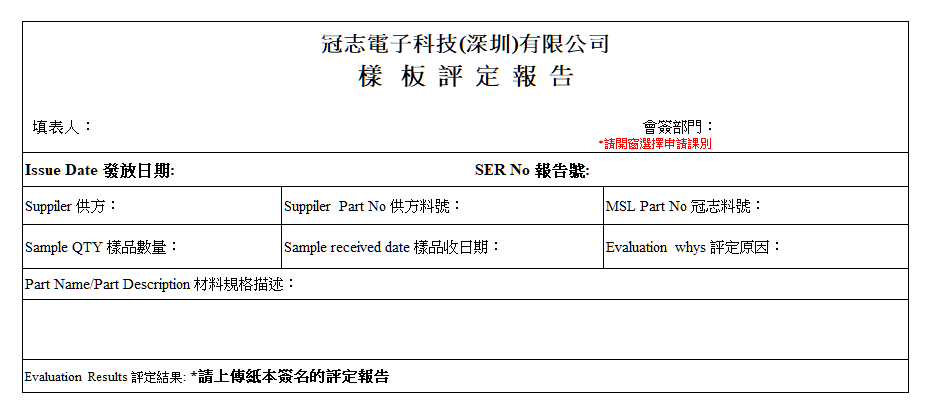 冠志電子科技(深圳)有限公司
樣 板 評 定 報 告
填表人： 會簽部門：
*請開窗選擇申請課別
Issue Date 發放日期: SER No 報告號:
Suppiler 供方： Suppiler Part No 供方料號： MSL Part No 冠志料號：
Sample QTY 樣品數量： Sample received date 樣品收日期： Evaluation whys 評定原因：
Part Name/Part Description 材料規格描述：
Evaluation Results 評定結果: *請上傳紙本簽名的評定報告